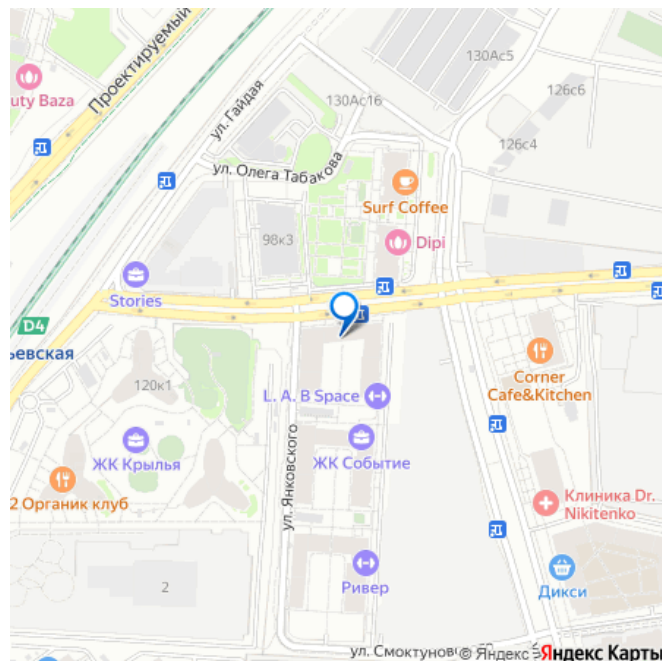 130Ас5
126с6
uty Baza
Проектируемый
ул. Гайдая
130Ас16
126с4
ул. Олега Табакова
Surf Coffee
98к3
Dipi
Stories
D4
ьевская
120к1
L. A. B Space
Corner
Cafe&Kitchen
ул. Янковского
ЖК Крылья
ЖК Событие
2 Органик клуб
Клиника Dr.
Nikitenko
2
Ривер
Дикси
ул. Смоктуновс
© Яндекс Яндекс Карты